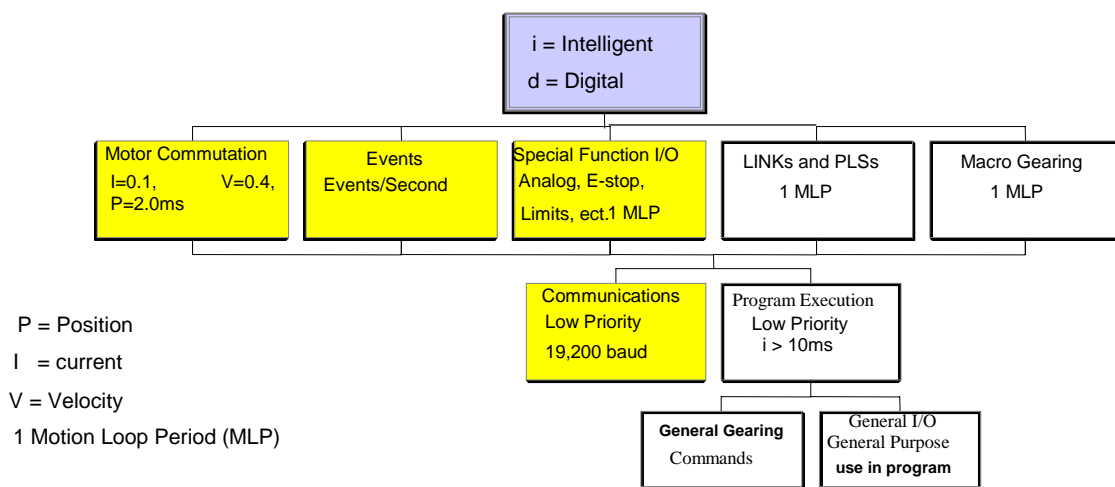 i = Intelligent
d = Digital
Motor Commutation
I=0.1, V=0.4,
P=2.0ms
Events
Events/Second
Special Function I/O
Analog, E-stop,
Limits, ect.1 MLP
LINKs and PLSs
1 MLP
Macro Gearing
1 MLP
Communications
Low Priority
19,200 baud
Program Execution
Low Priority
i > 10ms
P = Position
I = current
V = Velocity
1 Motion Loop Period (MLP)
General Gearing
Commands
General I/O
General Purpose
use in program